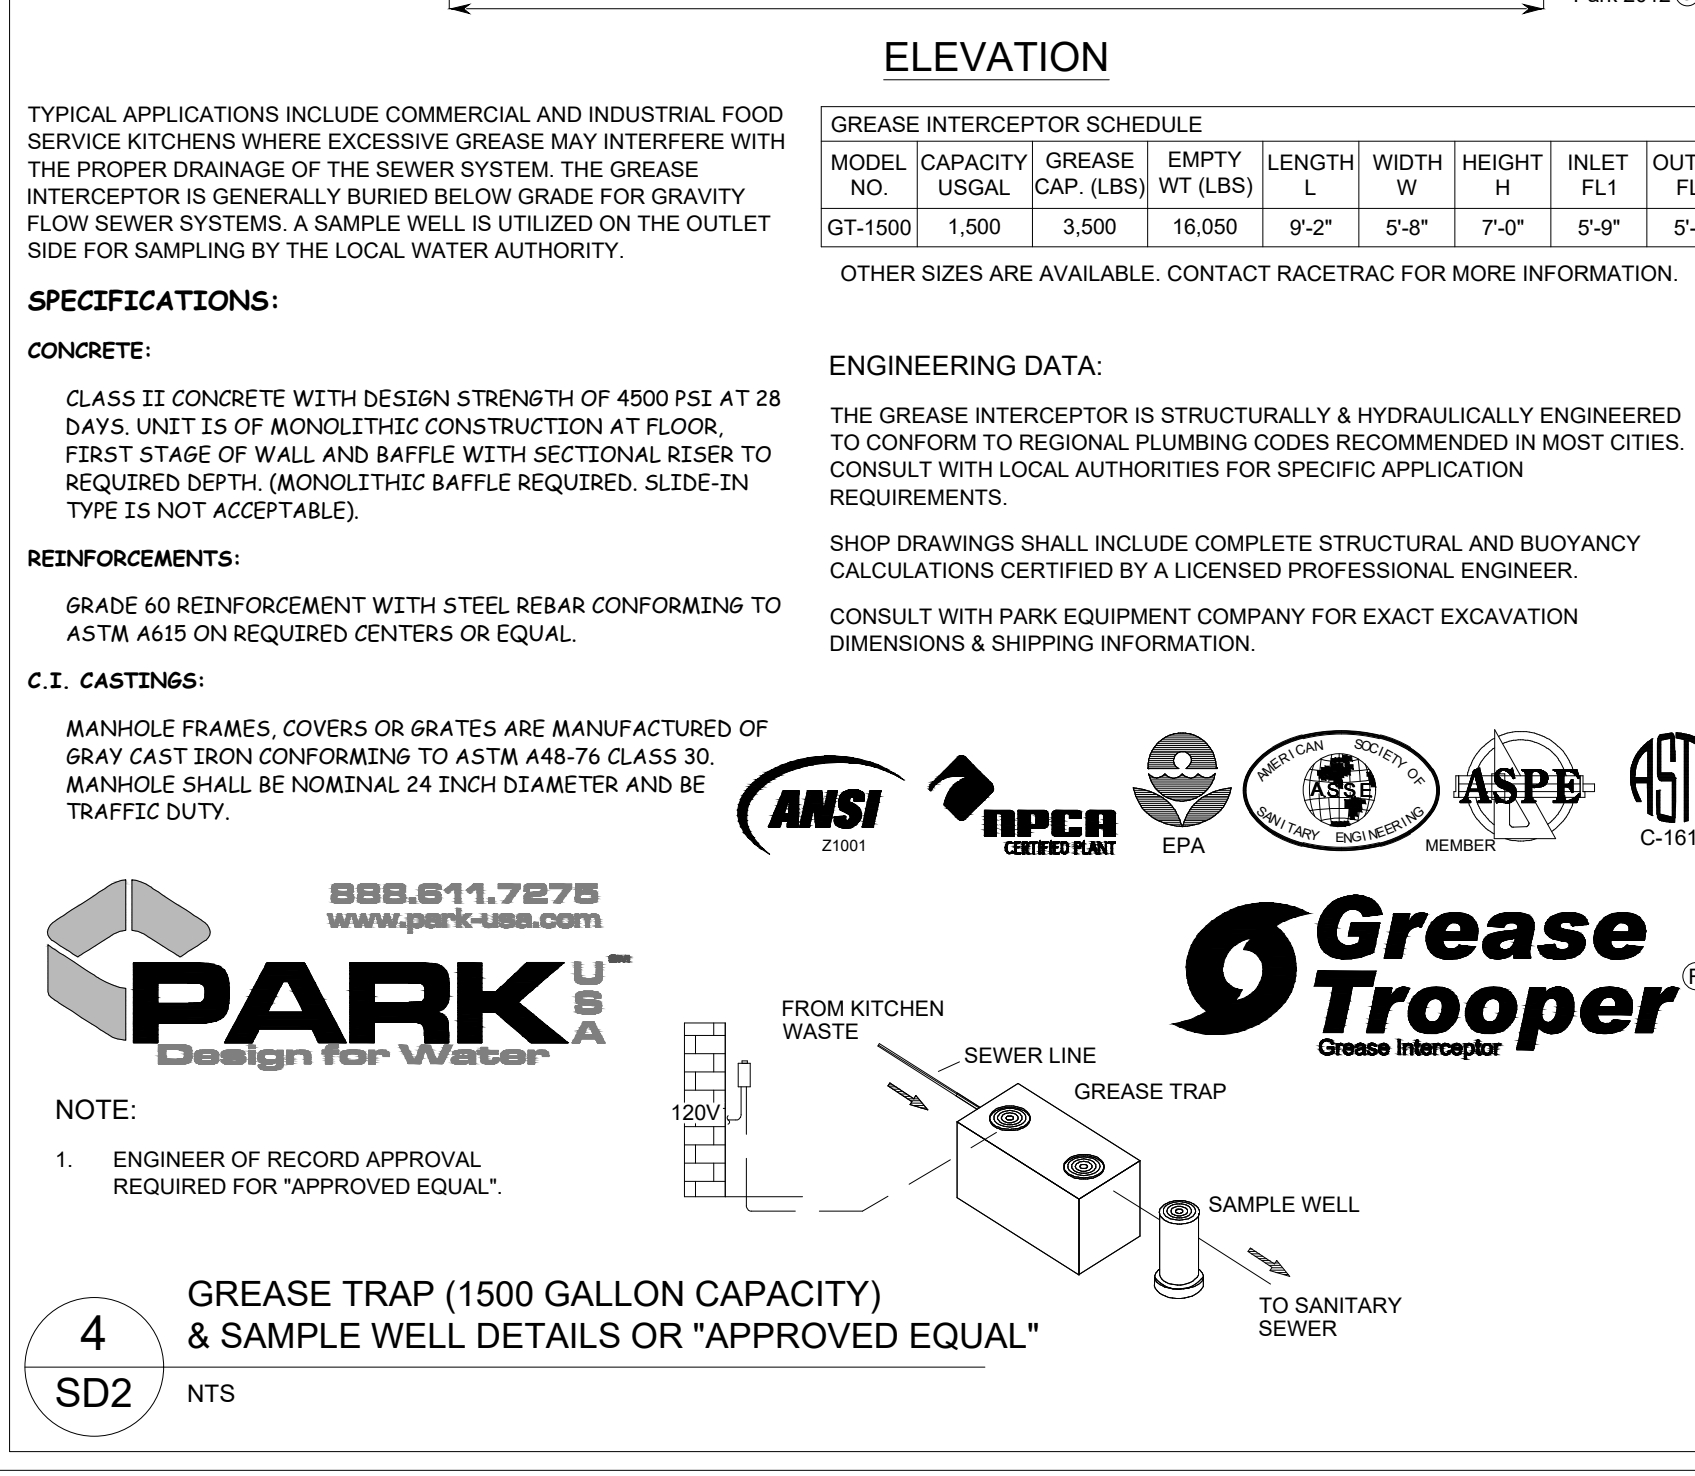 ELEVATION
TYPICAL APPLICATIONS INCLUDE COMMERCIAL AND INDUSTRIAL FOOD
SERVICE KITCHENS WHERE EXCESSIVE GREASE MAY INTERFERE WITH
THE PROPER DRAINAGE OF THE SEWER SYSTEM. THE GREASE
INTERCEPTOR IS GENERALLY BURIED BELOW GRADE FOR GRAVITY
FLOW SEWER SYSTEMS. A SAMPLE WELL IS UTILIZED ON THE OUTLET
SIDE FOR SAMPLING BY THE LOCAL WATER AUTHORITY.
SPECIFICATIONS:
CONCRETE:
CLASS II CONCRETE WITH DESIGN STRENGTH OF 4500 PSI AT 28
DAYS. UNIT IS OF MONOLITHIC CONSTRUCTION AT FLOOR,
FIRST STAGE OF WALL AND BAFFLE WITH SECTIONAL RISER TO
REQUIRED DEPTH. (MONOLITHIC BAFFLE REQUIRED. SLIDE-IN
TYPE IS NOT ACCEPTABLE).
REINFORCEMENTS:
GRADE 60 REINFORCEMENT WITH STEEL REBAR CONFORMING TO
ASTM A615 ON REQUIRED CENTERS OR EQUAL.
C.I. CASTINGS:
MANHOLE FRAMES, COVERS OR GRATES ARE MANUFACTURED OF
GRAY CAST IRON CONFORMING TO ASTM A48-76 CLASS 30.
MANHOLE SHALL BE NOMINAL 24 INCH DIAMETER AND BE
TRAFFIC DUTY.
GREASE INTERCEPTOR SCHEDULE
MODEL NO. CAPACITY USGAL GREASE CAP. (LBS) EMPTY WT (LBS) LENGTH L WIDTH W HEIGHT H INLET FL1
GT-1500 1,500 3,500 16,050 9'-2" 5'-8" 7'-0" 5'-9"
OTHER SIZES ARE AVAILABLE. CONTACT RACETRAC FOR MORE INFORMATION.
ENGINEERING DATA:
THE GREASE INTERCEPTOR IS STRUCTURALLY & HYDRAULICALLY ENGINEERED
TO CONFORM TO REGIONAL PLUMBING CODES RECOMMENDED IN MOST CITIES.
CONSULT WITH LOCAL AUTHORITIES FOR SPECIFIC APPLICATION
REQUIREMENTS.
SHOP DRAWINGS SHALL INCLUDE COMPLETE STRUCTURAL AND BUOYANCY
CALCULATIONS CERTIFIED BY A LICENSED PROFESSIONAL ENGINEER.
CONSULT WITH PARK EQUIPMENT COMPANY FOR EXACT EXCAVATION
DIMENSIONS & SHIPPING INFORMATION.
ANSI
Z1001
NPCA
CERTIFIED PLANT
EPA
AMERICAN SOCIETY OF
ASSE
SANITARY ENGINEERING
ASPE
MEMBER
888.611.7275
www.park-usa.com
PARK USA SM
Design for Water
Grease
Trooper
Grease Interceptor
FROM KITCHEN
WASTE
SEWER LINE
GREASE TRAP
120V
SAMPLE WELL
TO SANITARY
SEWER
NOTE:
1. ENGINEER OF RECORD APPROVAL
REQUIRED FOR "APPROVED EQUAL".
4
SD2
GREASE TRAP (1500 GALLON CAPACITY)
& SAMPLE WELL DETAILS OR "APPROVED EQUAL"
NTS